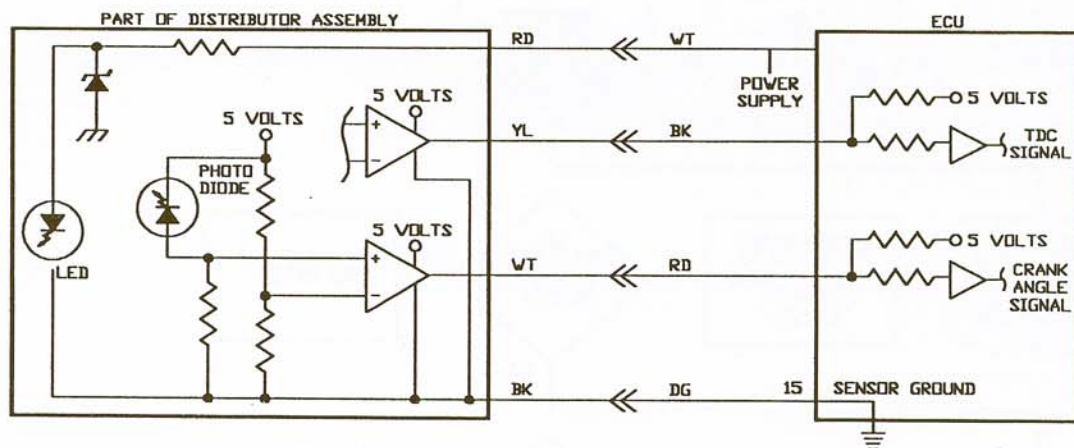 PART OF DISTRIBUTOR ASSEMBLY
ECU
RD
WT
POWER
SUPPLY
5 VOLTS
5 VOLTS
5 VOLTS
YL
BK
TDC
SIGNAL
PHOTO
DIODE
+
-
LED
5 VOLTS
5 VOLTS
WT
RD
CRANK
ANGLE
SIGNAL
+
-
BK
DG
15
SENSOR GROUND